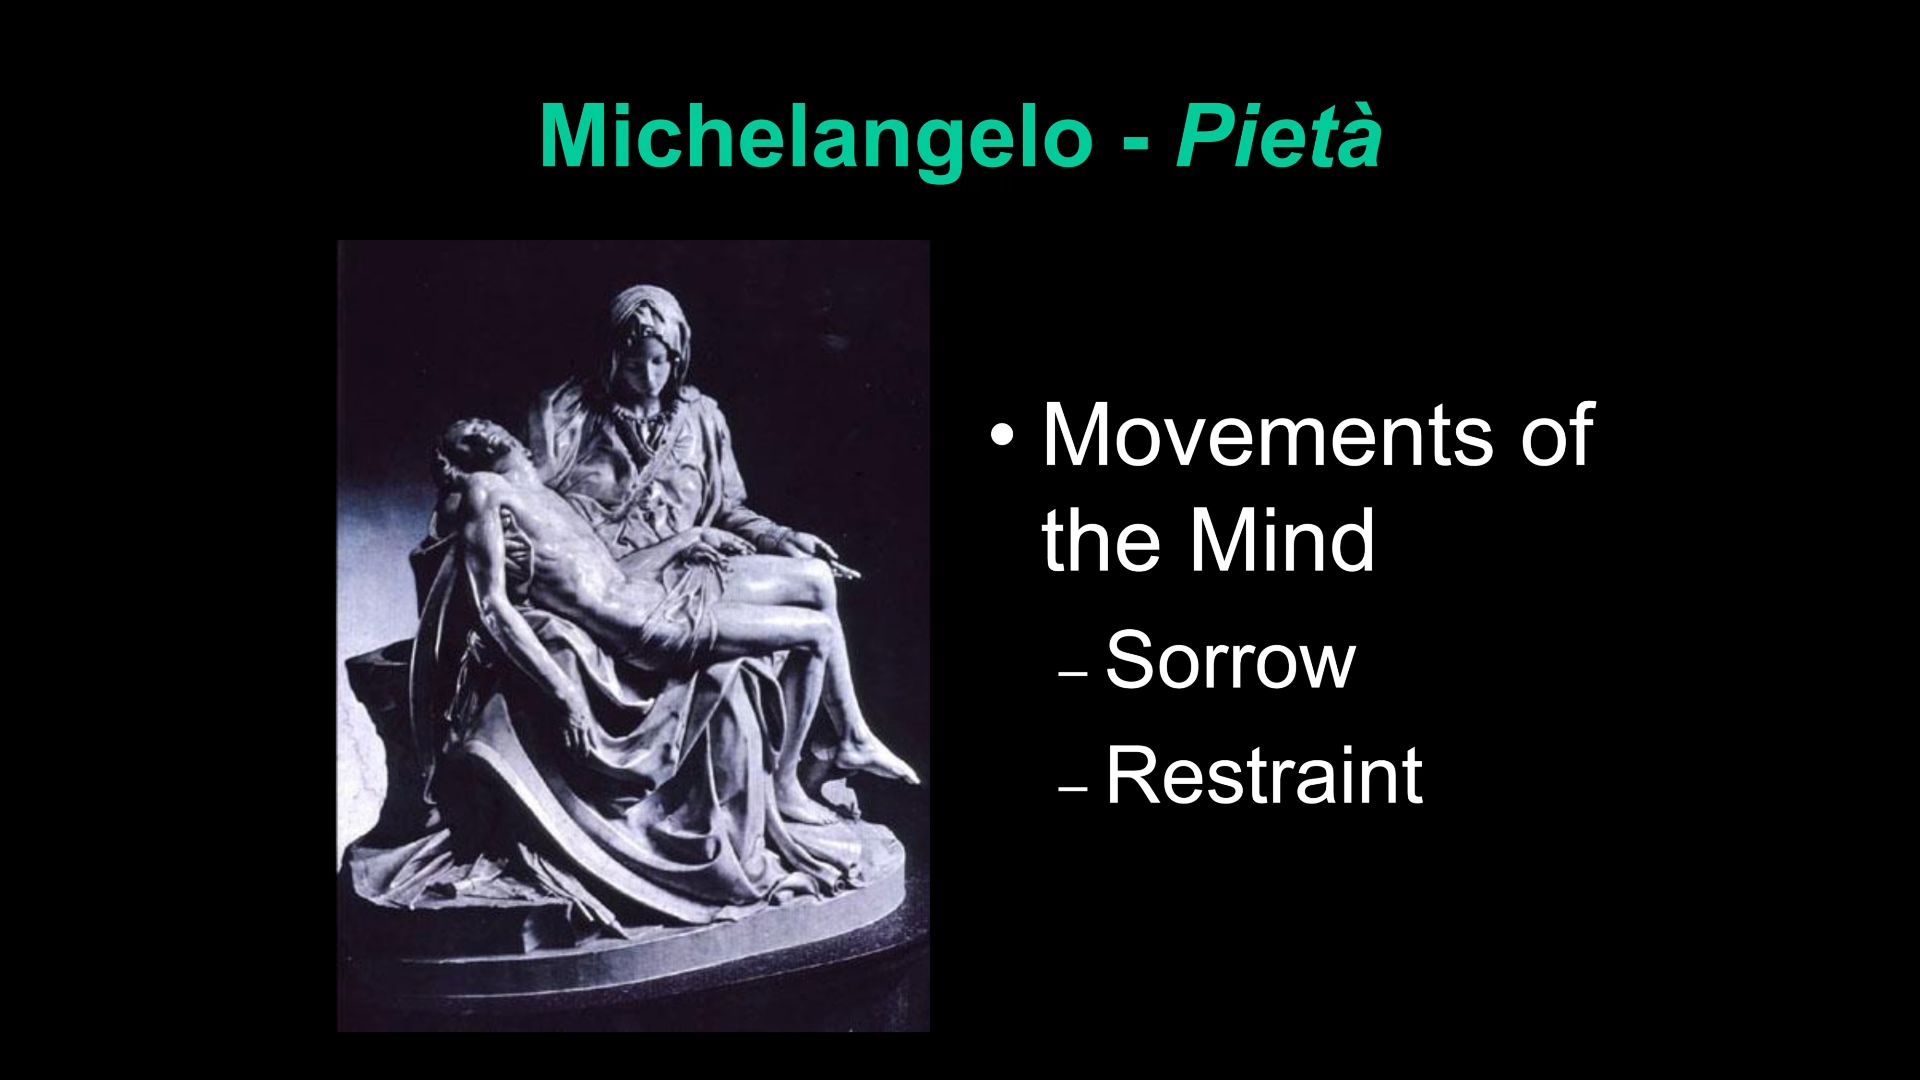 Michelangelo - Pietà
• Movements of
the Mind
– Sorrow
– Restraint